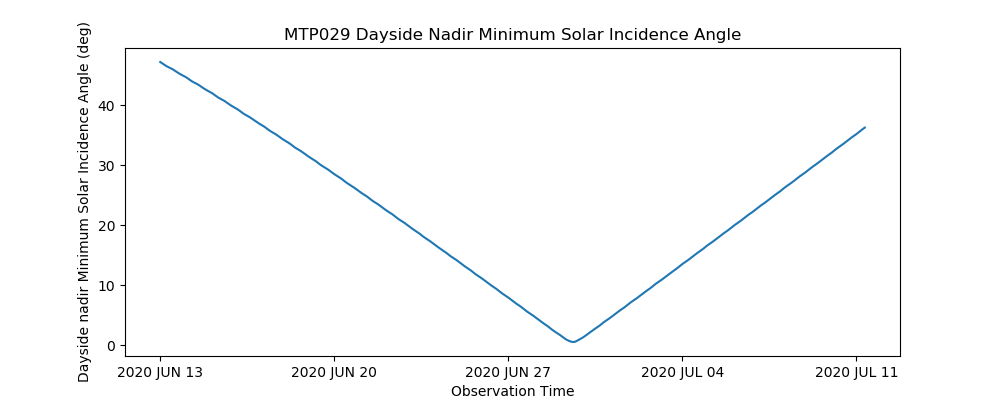 MTP029 Dayside Nadir Minimum Solar Incidence Angle
Dayside nadir Minimum Solar Incidence Angle (deg)
40
30
20
10
0
2020 JUN 13
2020 JUN 20
2020 JUN 27
2020 JUL 04
2020 JUL 11
Observation Time